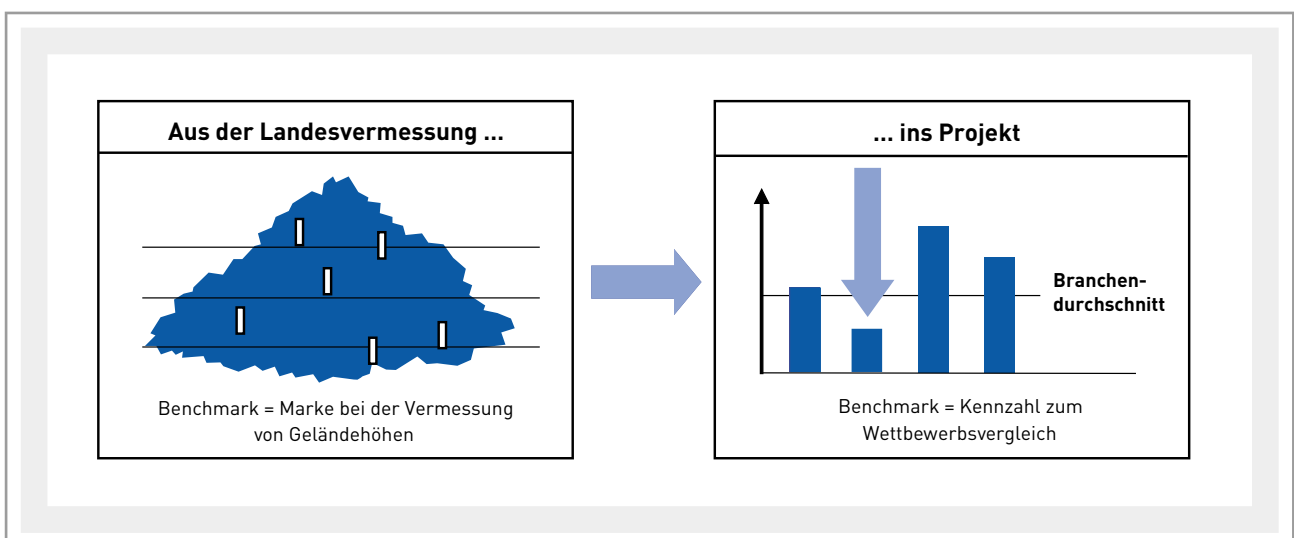 Aus der Landesvermessung ...
Benchmark = Marke bei der Vermessung
von Geländehöhen
... ins Projekt
Branchen-
durchschnitt
Benchmark = Kennzahl zum
Wettbewerbsvergleich